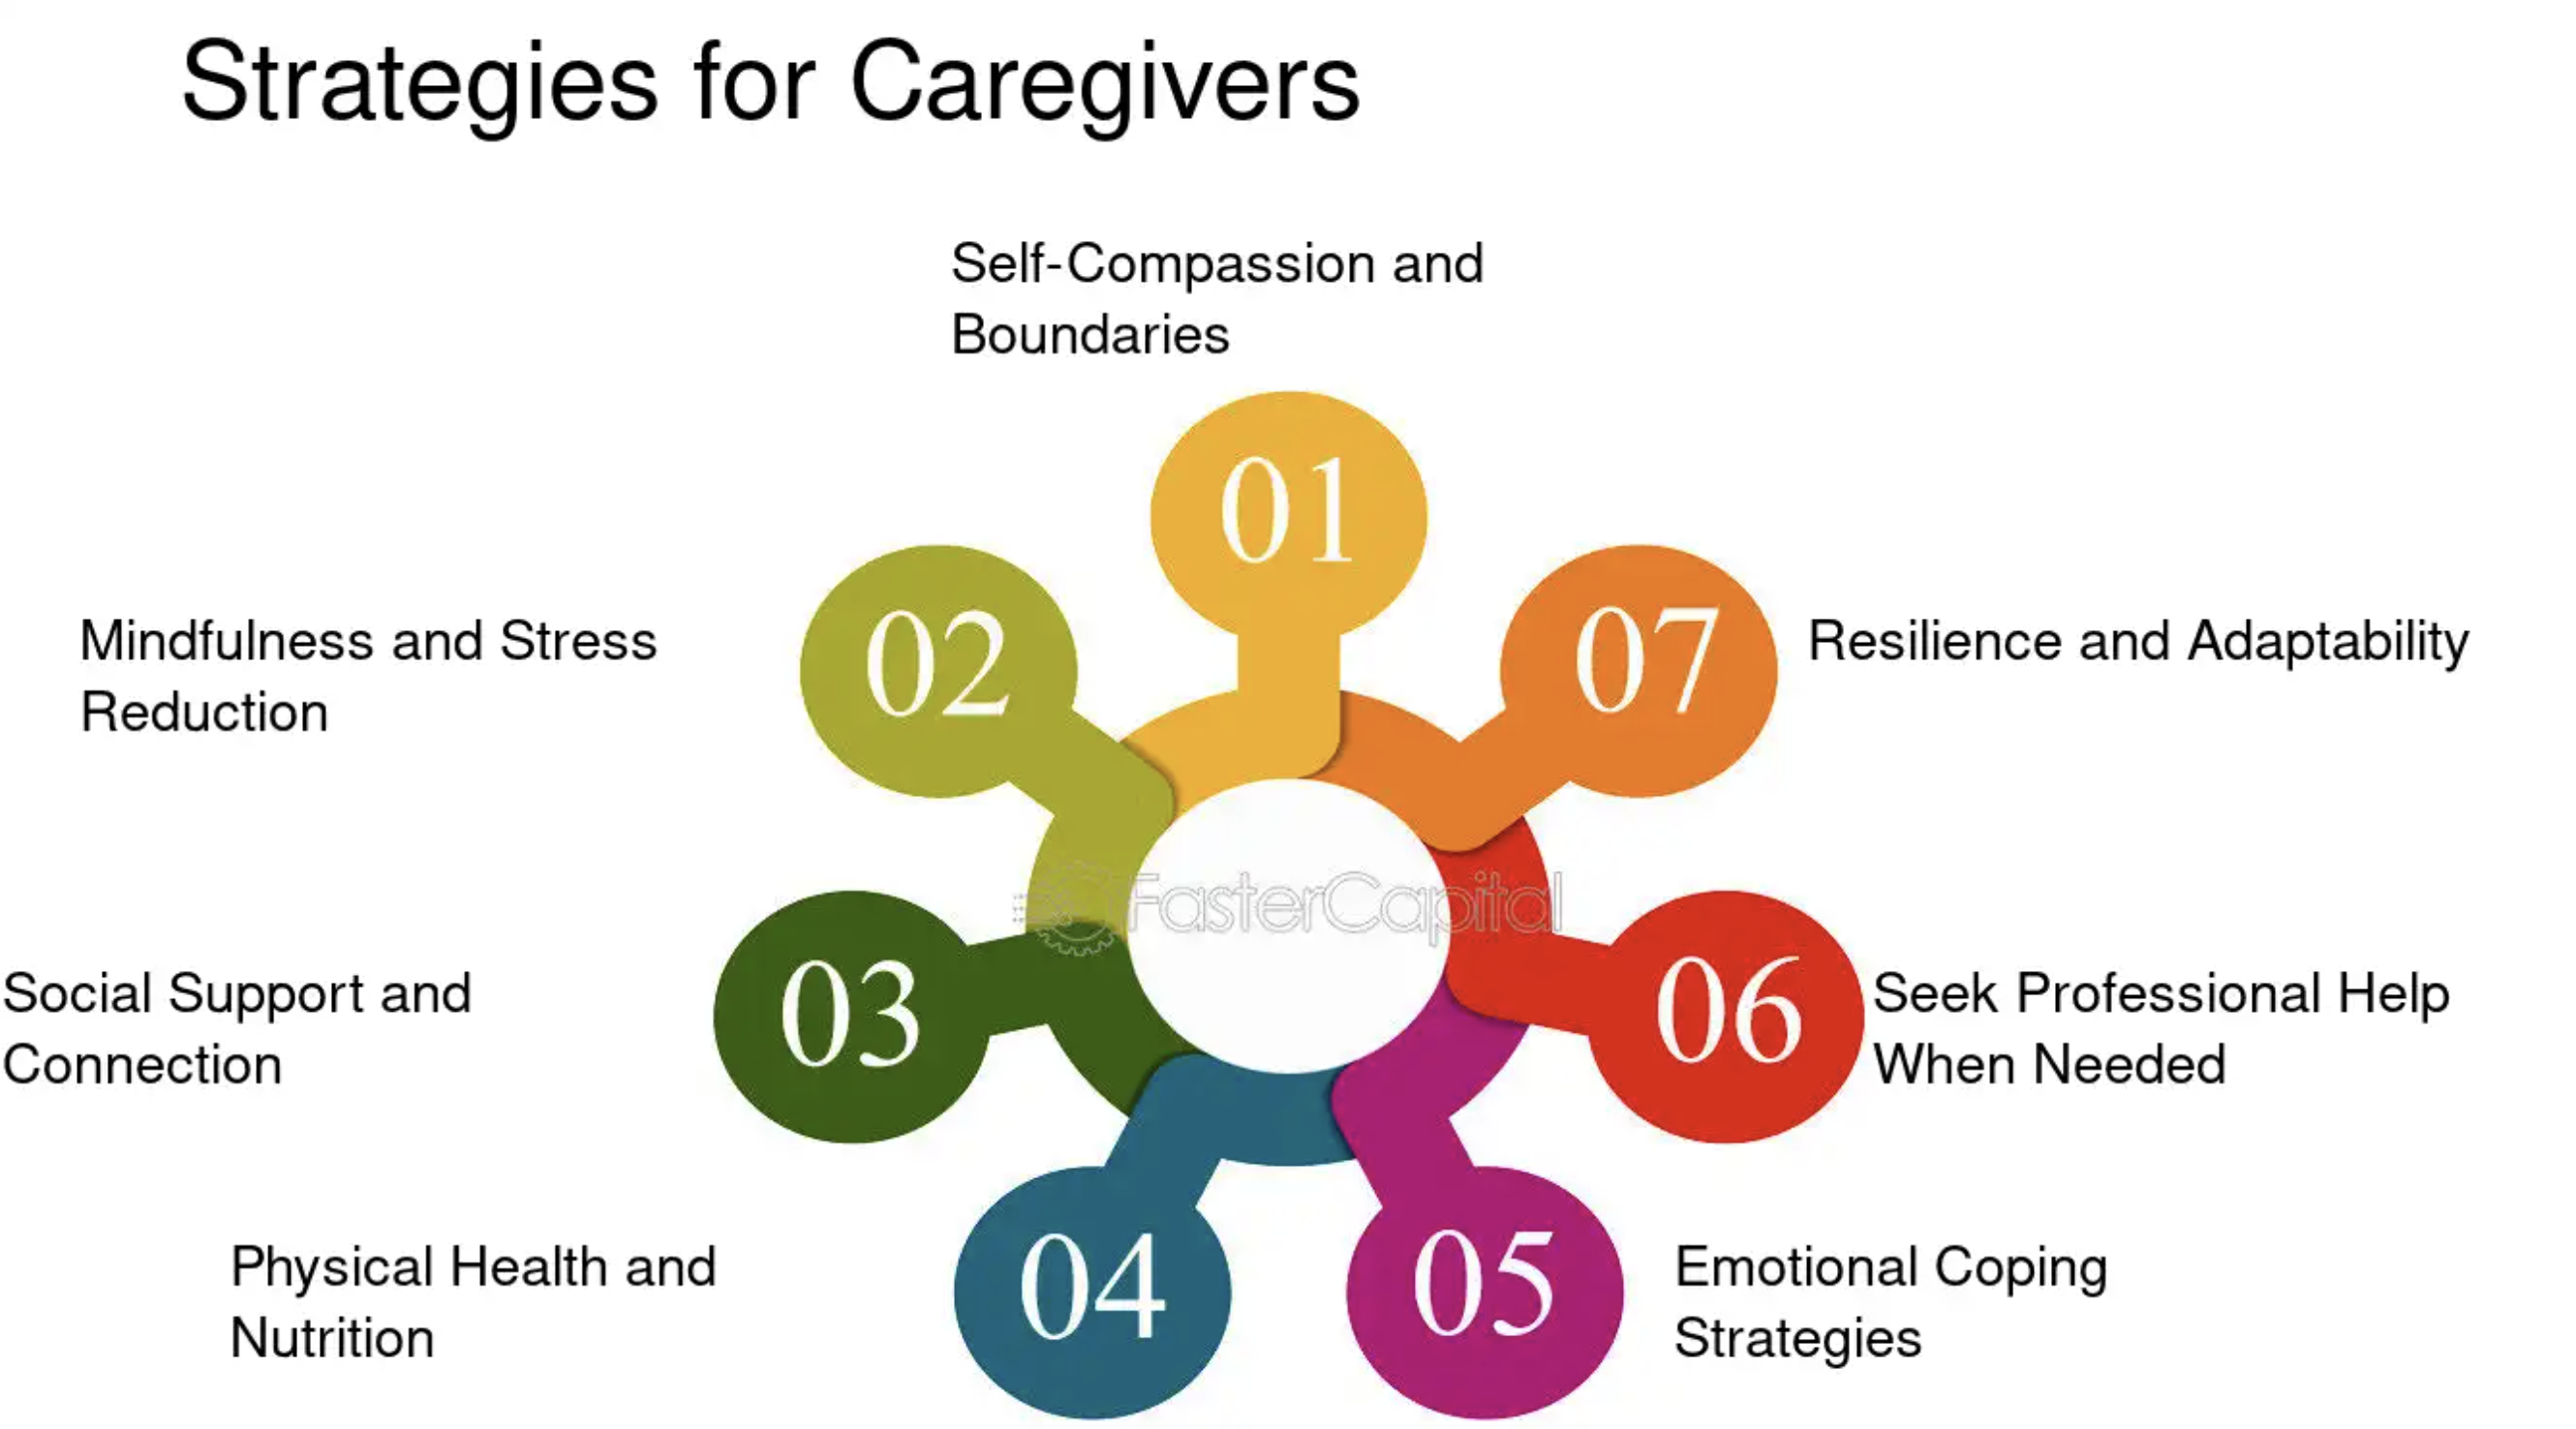 Strategies for Caregivers
Self-Compassion and
Boundaries
01
02
Mindfulness and Stress
Reduction
07
Resilience and Adaptability
FasterCapital
03
Social Support and
Connection
06
Seek Professional Help
When Needed
04
Physical Health and
Nutrition
05
Emotional Coping
Strategies